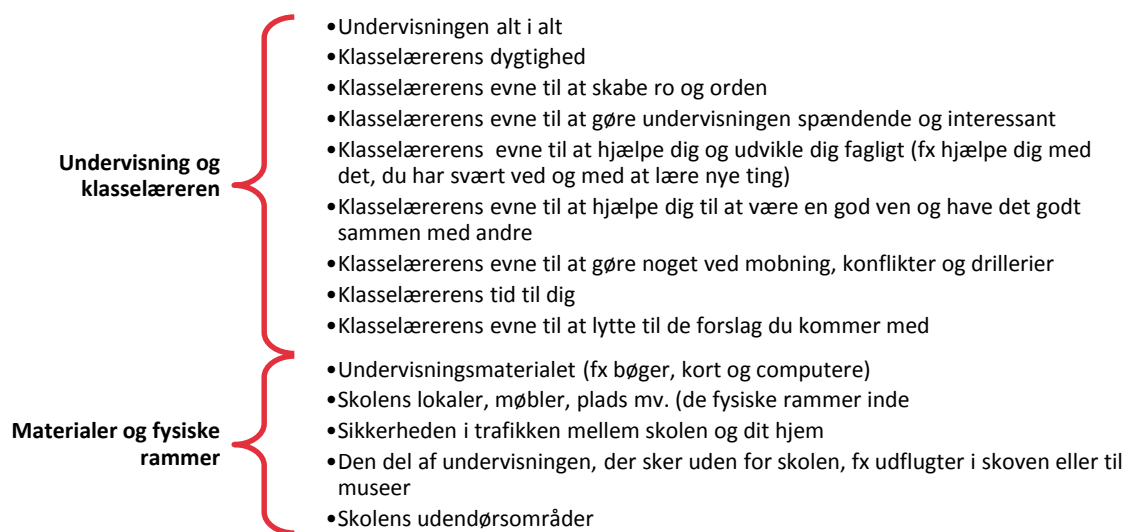 •Undervisningen alt i alt
•Klasselærerens dygtighed
•Klasselærerens evne til at skabe ro og orden
•Klasselærerens evne til at gøre undervisningen spændende og interessant
•Klasselærerens  evne til at hjælpe dig og udvikle dig fagligt (fx hjælpe dig med
det, du har svært ved og med at lære nye ting)
•Klasselærerens evne til at hjælpe dig til at være en god ven og have det godt
sammen med andre
•Klasselærerens evne til at gøre noget ved mobning, konflikter og drillerier
•Klasselærerens tid til dig
•Klasselærerens evne til at lytte til de forslag du kommer med
Undervisning og
klasselæreren
•Undervisningsmaterialet (fx bøger, kort og computere)
•Skolens lokaler, møbler, plads mv. (de fysiske rammer inde
•Sikkerheden i trafikken mellem skolen og dit hjem
•Den del af undervisningen, der sker uden for skolen, fx udflugter i skoven eller til
museer
•Skolens udendørsområder
Materialer og fysiske
rammer